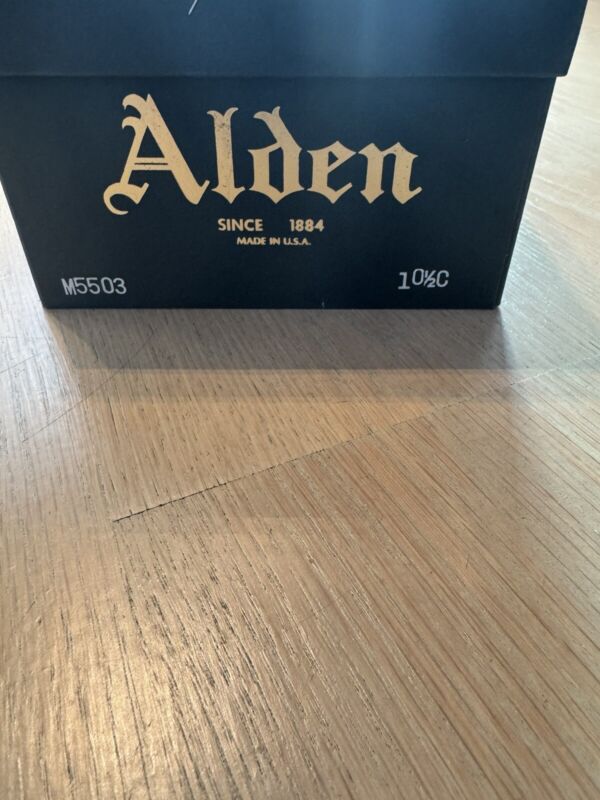 Alden
SINCE 1884
MADE IN U.S.A.
M5503 10½C